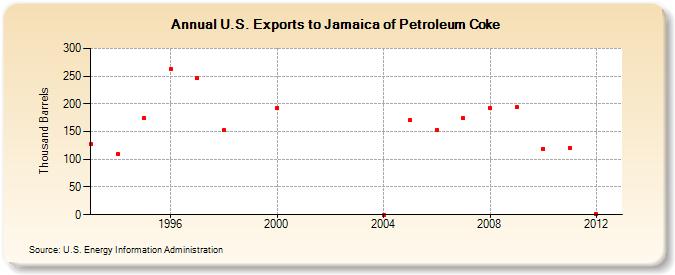 Annual U.S. Exports to Jamaica of Petroleum Coke
Thousand Barrels
300
250
200
150
100
50
0
1996 2000 2004 2008 2012
Source: U.S. Energy Information Administration